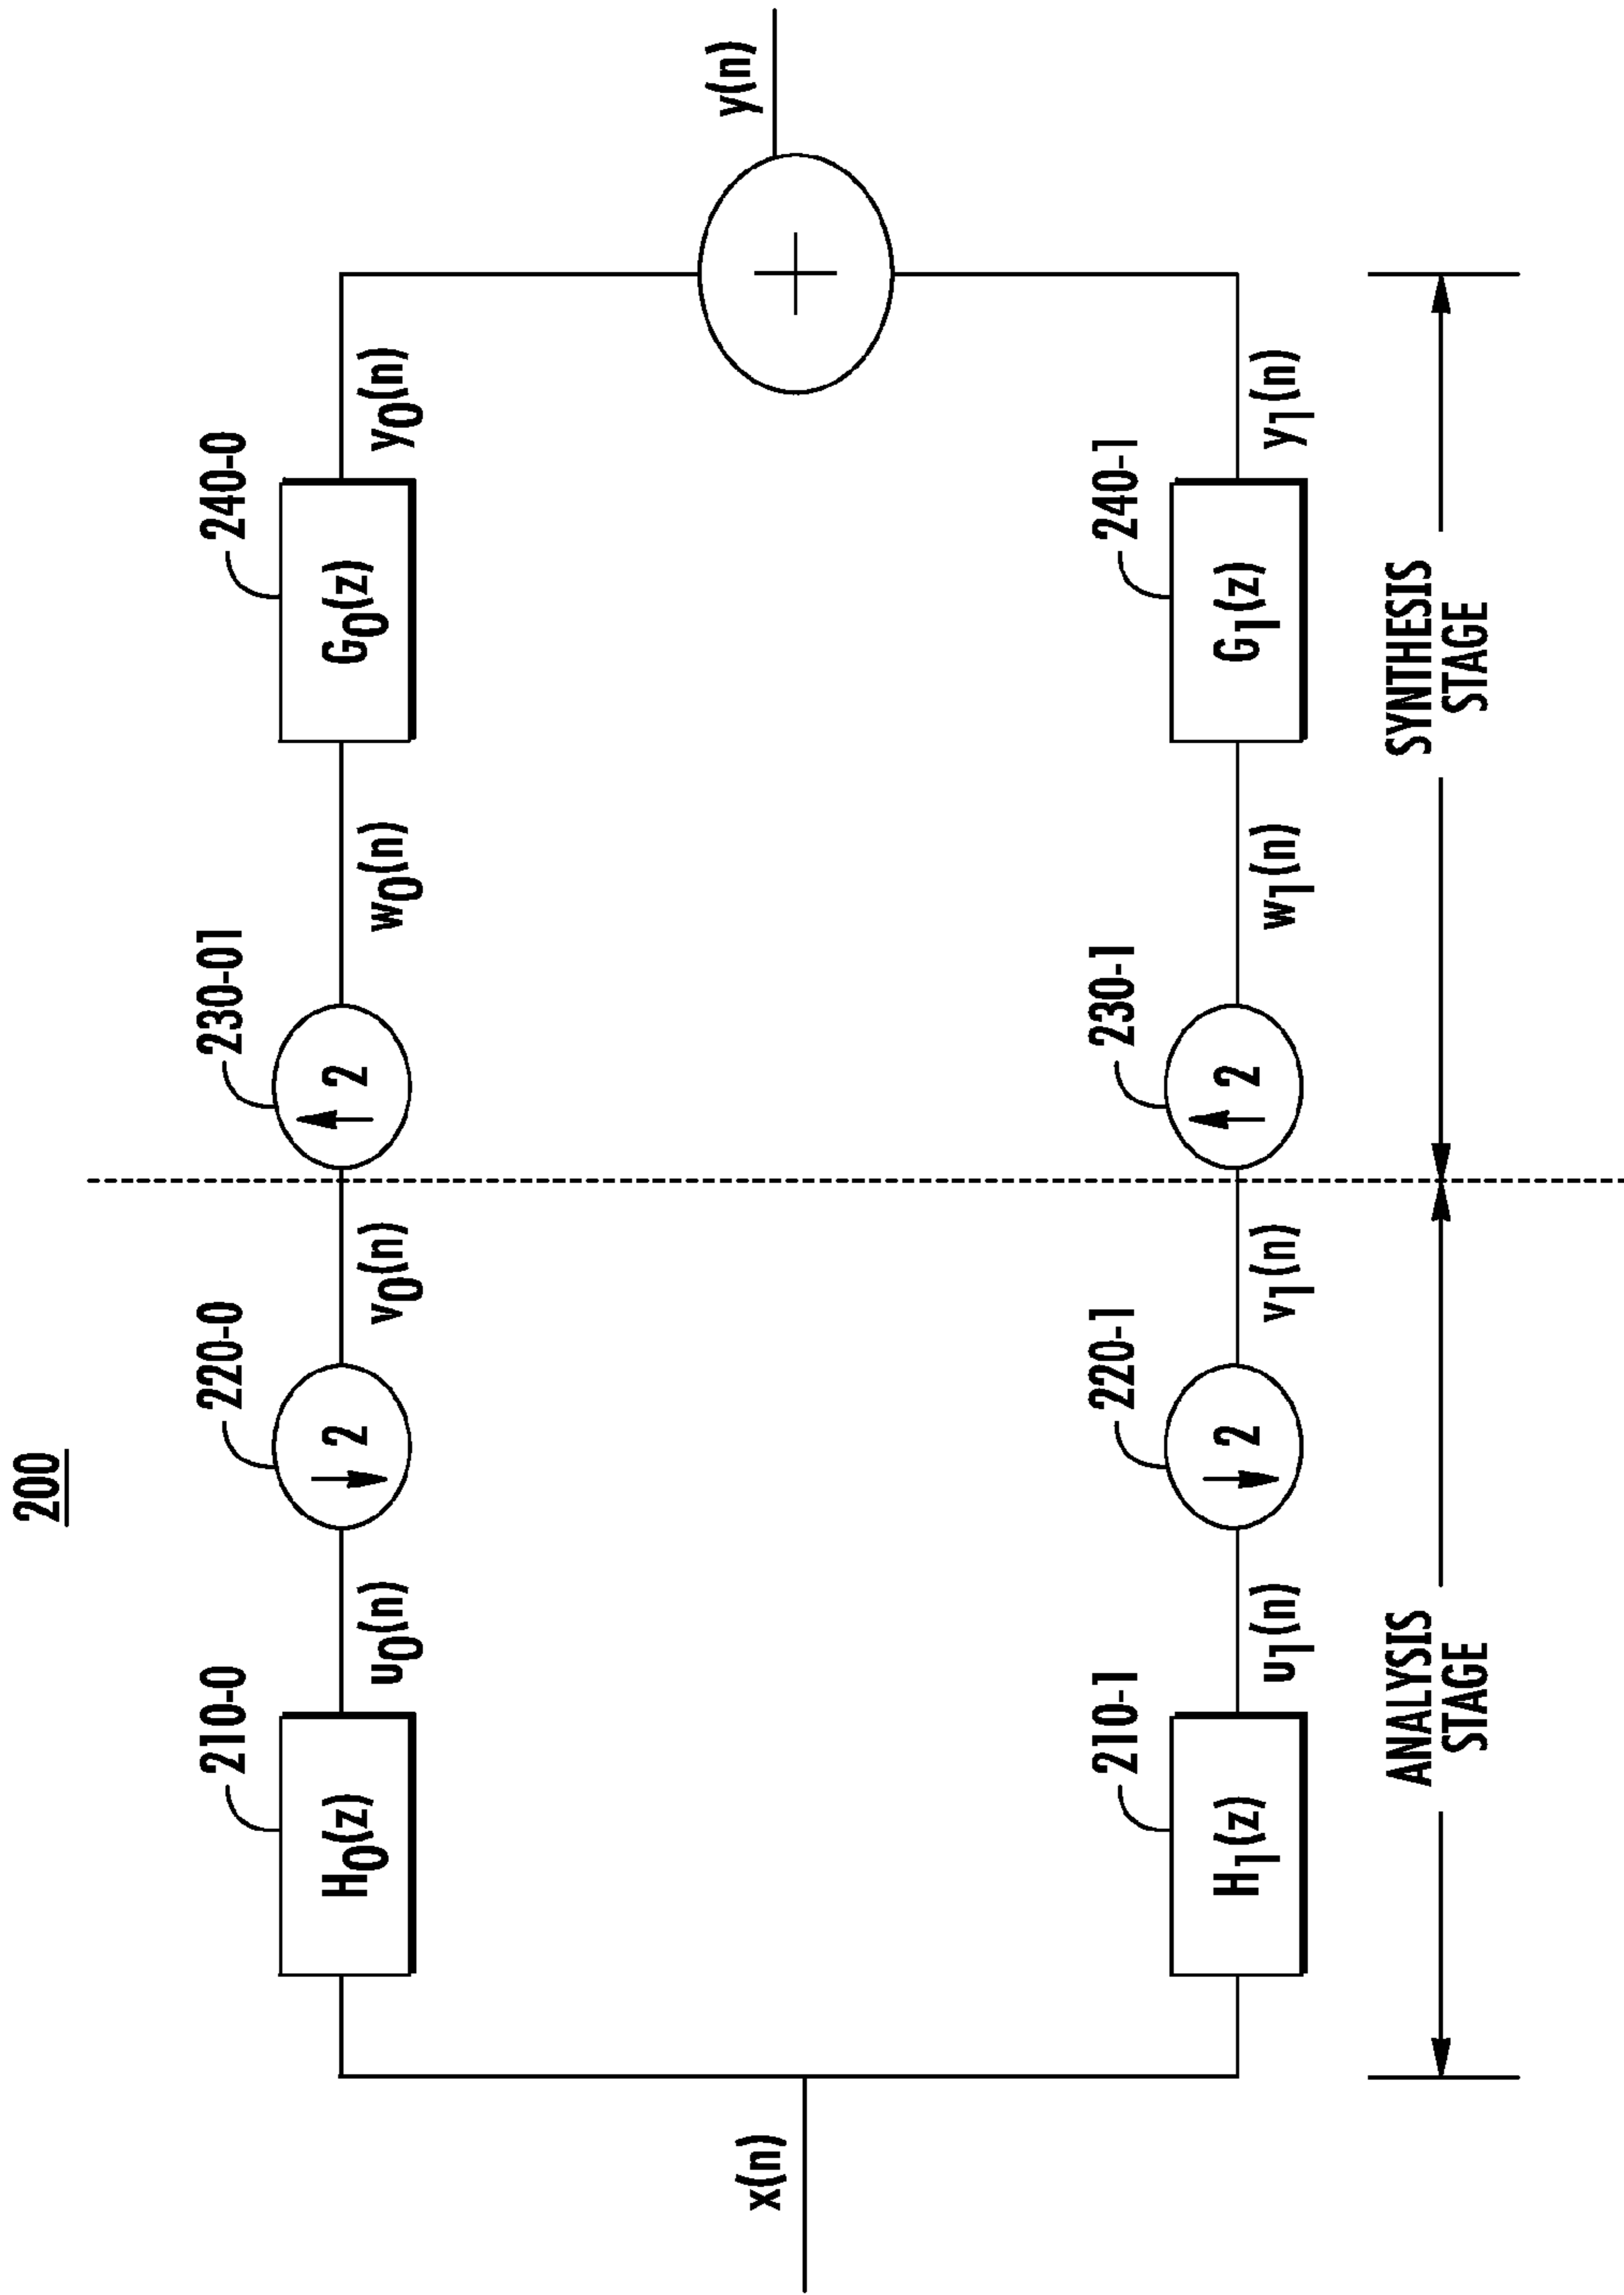 200
210-0
220-0
230-01
240-0
H0(z)
u0(n)
2
v0(n)
2
w0(n)
G0(z)
y0(n)
x(n)
y(n)
210-1
220-1
230-1
240-1
H1(z)
u1(n)
2
v1(n)
2
w1(n)
G1(z)
y1(n)
ANALYSIS
STAGE
SYNTHESIS
STAGE